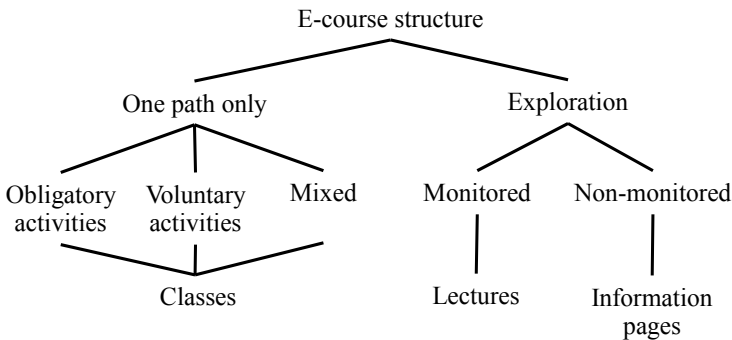 E-course structure
One path only
Exploration
Obligatory
activities
Voluntary
activities
Mixed
Monitored
Non-monitored
Classes
Lectures
Information
pages